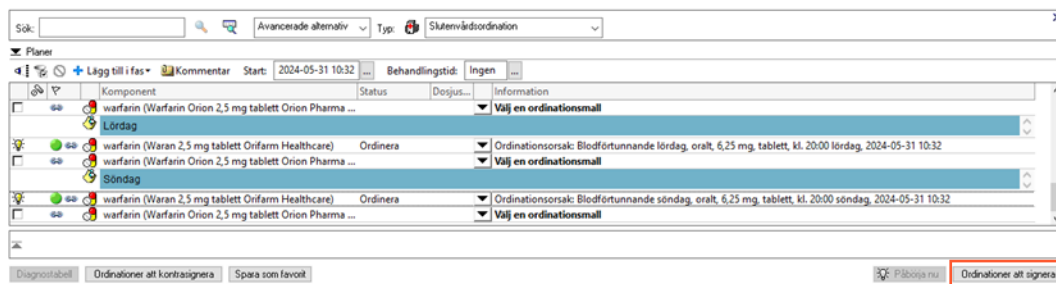 Sök: Avancerade alternativ Typ: Slutenvårdsordination
Planer
Lägg till i fas Kommentar Start: 2024-05-31 10:32 ... Behandlingstid: Ingen ...
Komponent Status Dosjus... Information
warfarin (Warfarin Orion 2,5 mg tablett Orion Pharma ... Välj en ordinationsmall
Lördag
warfarin (Waran 2,5 mg tablett Orifarm Healthcare) Ordinera Ordinationsorsak: Blodförtunnande lördag, oralt, 6,25 mg, tablett, kl. 20:00 lördag, 2024-05-31 10:32
warfarin (Warfarin Orion 2,5 mg tablett Orion Pharma ... Välj en ordinationsmall
Söndag
warfarin (Waran 2,5 mg tablett Orifarm Healthcare) Ordinera Ordinationsorsak: Blodförtunnande söndag, oralt, 6,25 mg, tablett, kl. 20:00 söndag, 2024-05-31 10:32
warfarin (Warfarin Orion 2,5 mg tablett Orion Pharma ... Välj en ordinationsmall
Diagnostabell Ordinationer att kontrasignera Spara som favorit Påbörja nu Ordinationer att signera